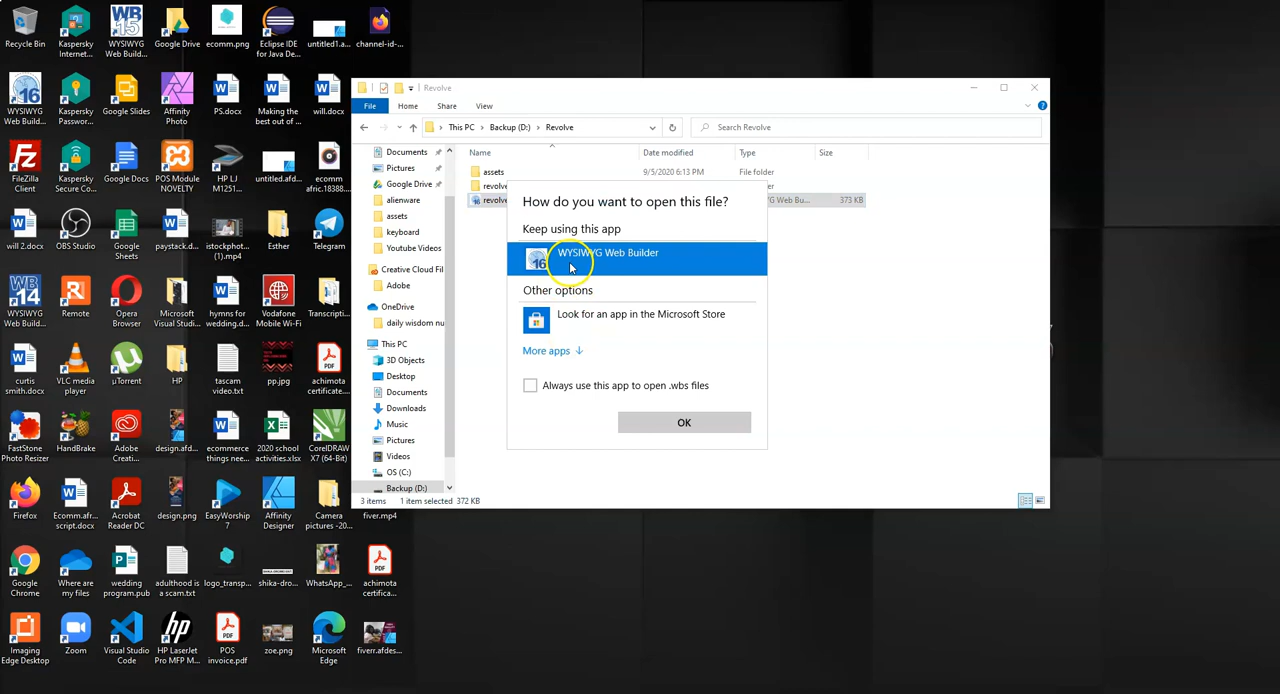 Recycle Bin
Kaspersky
Internet...
WYSIWYG
Web Build...
Google Drive
ecomm.png
Eclipse IDE
for Java De...
untitled1.a...
channel-id-...
WYSIWYG
Web Build...
Kaspersky
Passwor...
Google Slides
Affinity
Photo
PS.docx
Making the
best out of ...
will.docx
FileZilla
Client
Kaspersky
Secure Co...
Google Docs
POS Module
NOVELTY
HP LJ
M1251...
untitled.afd...
ecomm
afric.18388...
will 2.docx
OBS Studio
Google
Sheets
paystack.d...
istockphot...
(1).mp4
Esther
Telegram
WYSIWYG
Web Build...
Remote
Opera
Browser
Microsoft
Visual Studi...
hymns for
wedding.d...
Vodafone
Mobile Wi-Fi
Transcripti...
curtis
smith.docx
VLC media
player
µTorrent
HP
tascam
video.txt
pp.jpg
achimota
certificate...
FastStone
Photo Resizer
HandBrake
Adobe
Creati...
design.afd...
ecommerce
things nee...
2020 school
activities.xlsx
CorelDRAW
X7 (64-Bit)
Firefox
Ecomm.afr...
script.docx
Acrobat
Reader DC
design.png
EasyWorship
7
Affinity
Designer
Camera
pictures -20...
fiver.mp4
Google
Chrome
Where are
my files
wedding
program.pub
adulthood is
a scam.txt
logo_transp...
shika-dro...
WhatsApp_...
achimota
certifica...
Imaging
Edge Desktop
Zoom
Visual Studio
Code
HP LaserJet
Pro MFP M...
POS
invoice.pdf
zoe.png
Microsoft
Edge
fiverr.afdes...
Revolve
File Home Share View
This PC > Backup (D:) > Revolve
Search Revolve
Name Date modified Type Size
assets 9/5/2020 6:13 PM File folder
revolve
revolve G Web Bu... 373 KB
Documents
Pictures
Google Drive
alienware
assets
keyboard
Youtube Videos
Creative Cloud Fil
Adobe
OneDrive
daily wisdom nu
This PC
3D Objects
Desktop
Documents
Downloads
Music
Pictures
Videos
OS (C:)
Backup (D:)
3 items 1 item selected 372 KB
How do you want to open this file?
Keep using this app
16 WYSIWYG Web Builder
Other options
Look for an app in the Microsoft Store
More apps ↓
Always use this app to open .wbs files
OK